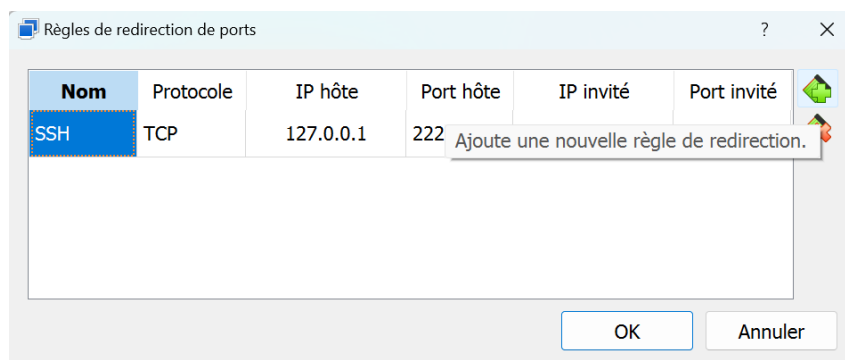 Règles de redirection de ports ?
Nom Protocole IP hôte Port hôte IP invité Port invité
SSH TCP 127.0.0.1 222
Ajoute une nouvelle règle de redirection.
OK Annuler